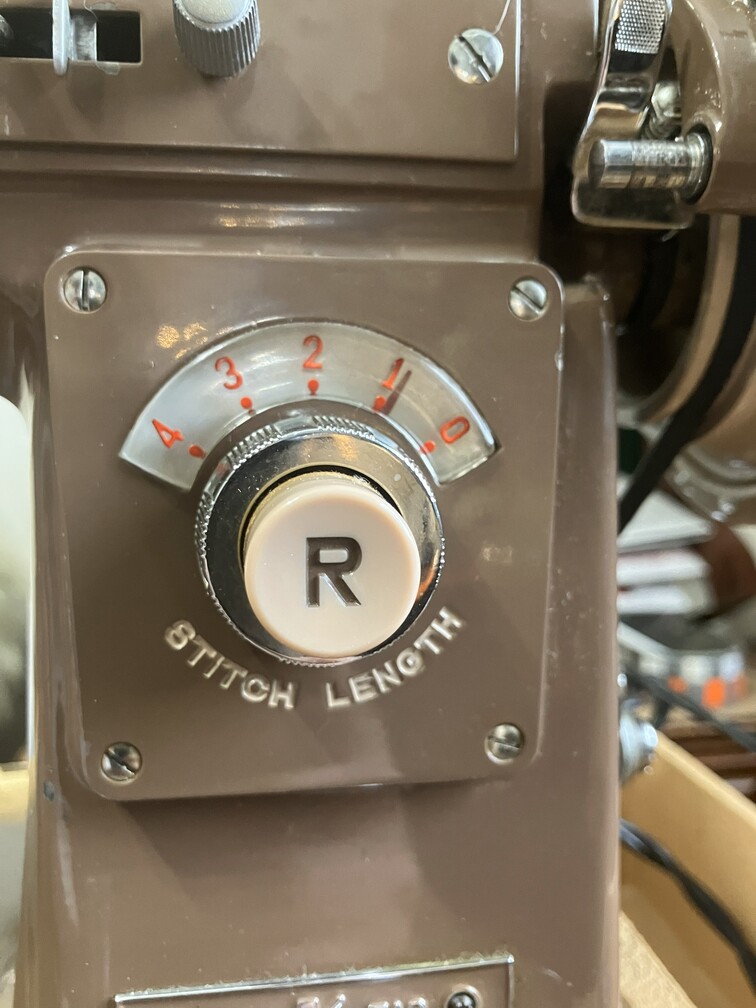 4 3 2 1 0
R
STITCH LENGTH